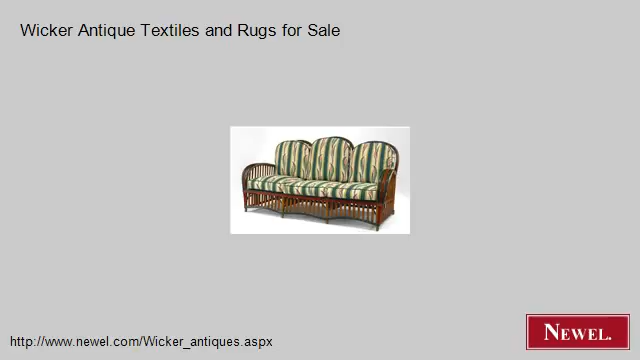 Wicker Antique Textiles and Rugs for Sale
http://www.newel.com/Wicker_antiques.aspx
NEWEL.